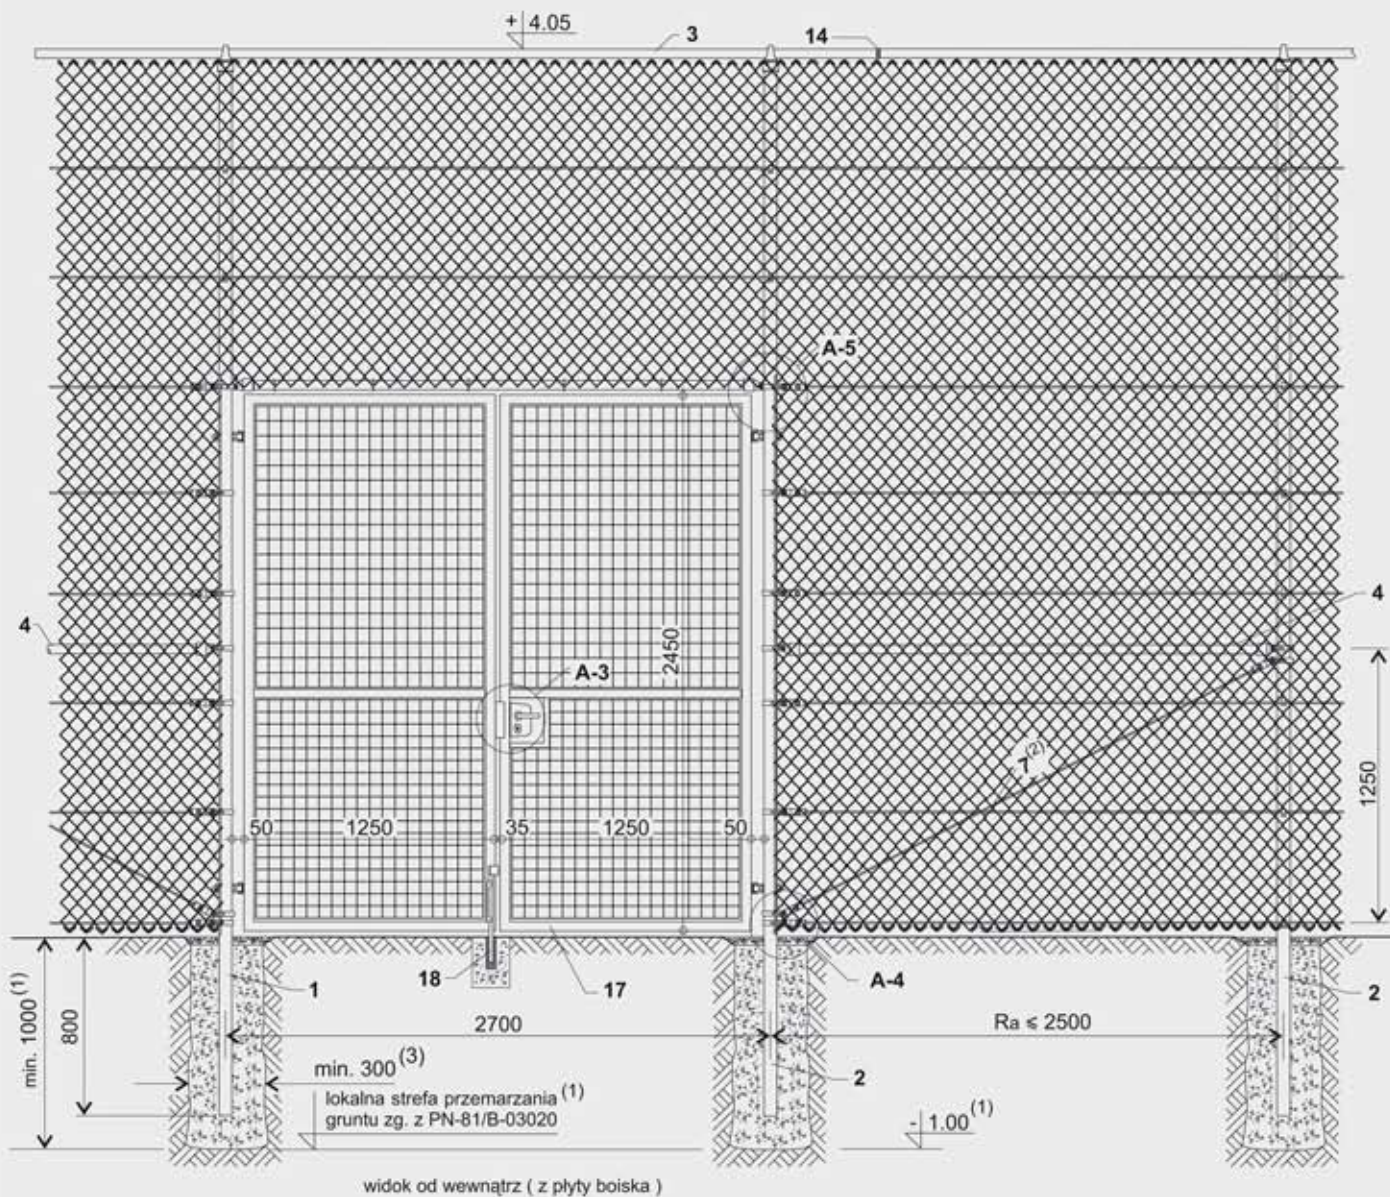 + 4.05
3
14
A-5
4
4
2450
A-3
7(2)
1250
50
1250
35
1250
50
18
1
17
A-4
2
min. 1000(1)
800
2700
Ra ≤ 2500
min. 300(3)
2
lokalna strefa przemarzania(1)
gruntu zg. z PN-81/B-03020
- 1.00(1)
widok od wewnątrz ( z płyty boiska )